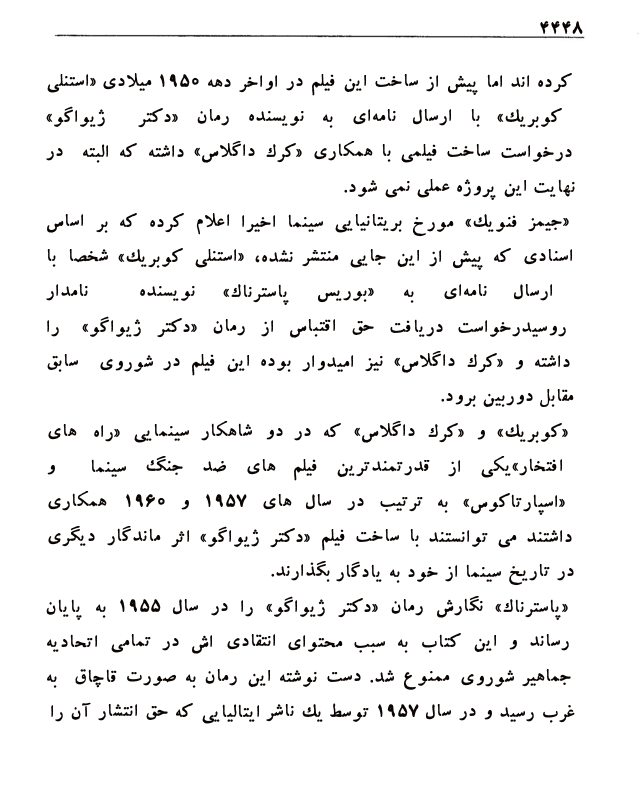 ۴۴۴۸
کرده اند اما پیش از ساخت این فیلم در اواخر دهه ۱۹۵۰ میلادی «استنلی
کوبریك» با ارسال نامه‌ای به نویسنده رمان «دکتر ژیواگو»
درخواست ساخت فیلمی با همکاری «کرك داگلاس» داشته که البته در
نهایت این پروژه عملی نمی شود.
«جیمز فنویك» مورخ بریتانیایی سینما اخیرا اعلام کرده که بر اساس
اسنادی که پیش از این جایی منتشر نشده، «استنلی کوبریك» شخصا با
ارسال نامه‌ای به «بوریس پاسترناك» نویسنده نامدار
روسیدرخواست دریافت حق اقتباس از رمان «دکتر ژیواگو» را
داشته و «کرك داگلاس» نیز امیدوار بوده این فیلم در شوروی سابق
مقابل دوربین برود.
«کوبریك» و «کرك داگلاس» که در دو شاهکار سینمایی «راه های
افتخار»یکی از قدرتمندترین فیلم های ضد جنگ سینما و
«اسپارتاکوس» به ترتیب در سال های ۱۹۵۷ و ۱۹۶۰ همکاری
داشتند می توانستند با ساخت فیلم «دکتر ژیواگو» اثر ماندگار دیگری
در تاریخ سینما از خود به یادگار بگذارند.
«پاسترناك» نگارش رمان «دکتر ژیواگو» را در سال ۱۹۵۵ به پایان
رساند و این کتاب به سبب محتوای انتقادی اش در تمامی اتحادیه
جماهیر شوروی ممنوع شد. دست نوشته این رمان به صورت قاچاق به
غرب رسید و در سال ۱۹۵۷ توسط یك ناشر ایتالیایی که حق انتشار آن را